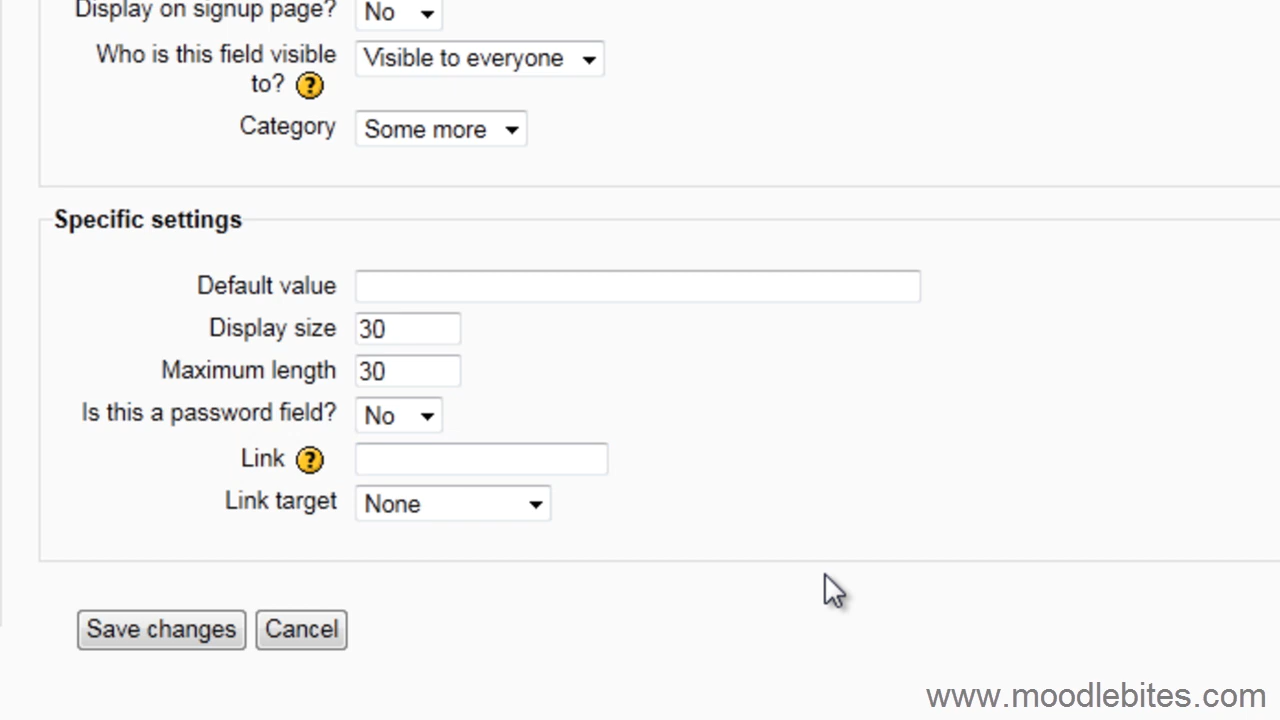 Display on signup page? No
Who is this field visible Visible to everyone
to? ?
Category Some more
Specific settings
Default value
Display size 30
Maximum length 30
Is this a password field? No
Link ?
Link target None
Save changes Cancel
www.moodlebites.com